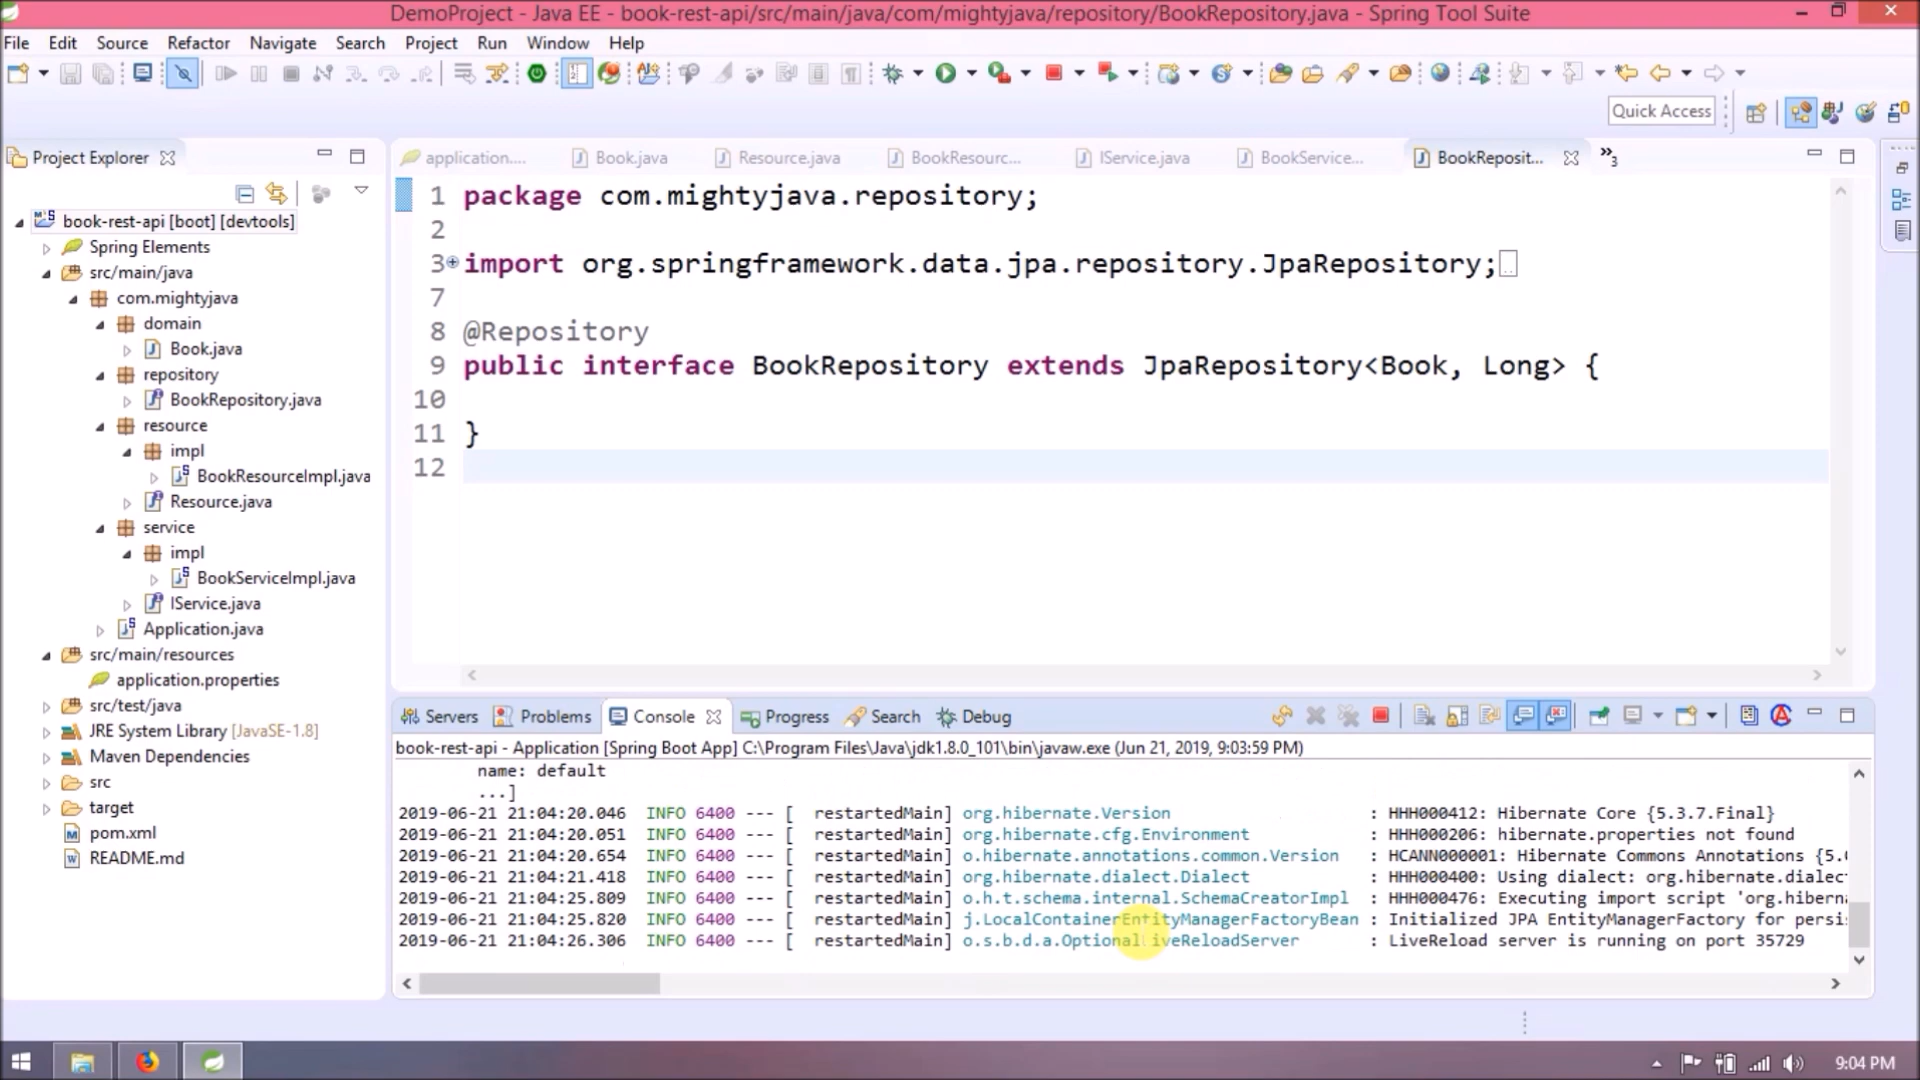 DemoProject - Java EE - book-rest-api/src/main/java/com/mightyjava/repository/BookRepository.java - Spring Tool Suite
File Edit Source Refactor Navigate Search Project Run Window Help
Quick Access
Project Explorer
book-rest-api [boot] [devtools]
Spring Elements
src/main/java
com.mightyjava
domain
Book.java
repository
BookRepository.java
resource
impl
BookResourceImpl.java
Resource.java
service
impl
BookServiceImpl.java
IService.java
Application.java
src/main/resources
application.properties
src/test/java
JRE System Library [JavaSE-1.8]
Maven Dependencies
src
target
pom.xml
README.md
application.... Book.java Resource.java BookResourc... IService.java BookService... BookReposit... »3
1 package com.mightyjava.repository;
2
3 import org.springframework.data.jpa.repository.JpaRepository;
7
8 @Repository
9 public interface BookRepository extends JpaRepository<Book, Long> {
10
11 }
12
Servers Problems Console Progress Search Debug
book-rest-api - Application [Spring Boot App] C:\Program Files\Java\jdk1.8.0_101\bin\javaw.exe (Jun 21, 2019, 9:03:59 PM)
name: default
...]
2019-06-21 21:04:20.046 INFO 6400 --- [ restartedMain] org.hibernate.Version : HHH000412: Hibernate Core {5.3.7.Final}
2019-06-21 21:04:20.051 INFO 6400 --- [ restartedMain] org.hibernate.cfg.Environment : HHH000206: hibernate.properties not found
2019-06-21 21:04:20.654 INFO 6400 --- [ restartedMain] o.hibernate.annotations.common.Version : HCANN000001: Hibernate Commons Annotations {5.
2019-06-21 21:04:21.418 INFO 6400 --- [ restartedMain] org.hibernate.dialect.Dialect : HHH000400: Using dialect: org.hibernate.dialec
2019-06-21 21:04:25.809 INFO 6400 --- [ restartedMain] o.h.t.schema.internal.SchemaCreatorImpl : HHH000476: Executing import script 'org.hibern
2019-06-21 21:04:25.820 INFO 6400 --- [ restartedMain] j.LocalContainerEntityManagerFactoryBean : Initialized JPA EntityManagerFactory for persi
2019-06-21 21:04:26.306 INFO 6400 --- [ restartedMain] o.s.b.d.a.OptionalLiveReloadServer : LiveReload server is running on port 35729
9:04 PM